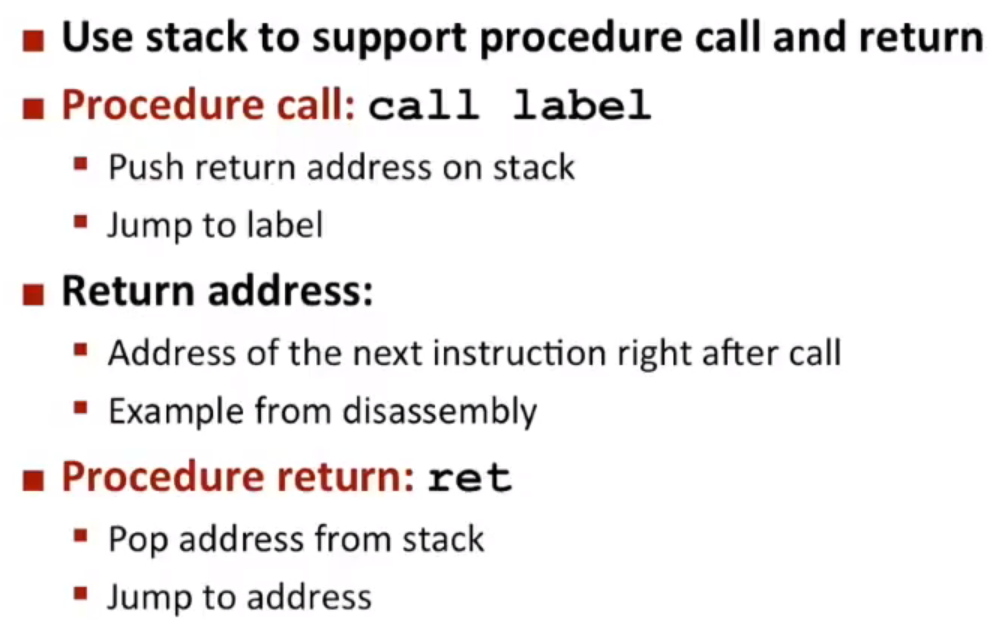 Use stack to support procedure call and return
Procedure call: call label
Push return address on stack
Jump to label
Return address:
Address of the next instruction right after call
Example from disassembly
Procedure return: ret
Pop address from stack
Jump to address